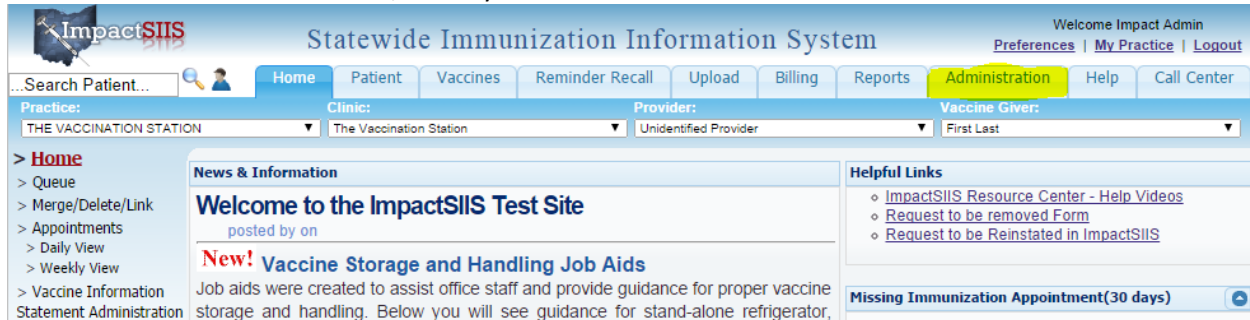 ImpactSIIS
Statewide Immunization Information System
Welcome Impact Admin
Preferences | My Practice | Logout
...Search Patient...
Home Patient Vaccines Reminder Recall Upload Billing Reports Administration Help Call Center
Practice: Clinic: Provider: Vaccine Giver:
THE VACCINATION STATION The Vaccination Station Unidentified Provider First Last
> Home
> Queue
> Merge/Delete/Link
> Appointments
> Daily View
> Weekly View
> Vaccine Information
Statement Administration
News & Information
Welcome to the ImpactSIIS Test Site
posted by on
New! Vaccine Storage and Handling Job Aids
Job aids were created to assist office staff and provide guidance for proper vaccine
storage and handling. Below you will see guidance for stand-alone refrigerator,
Helpful Links
ImpactSIIS Resource Center - Help Videos
Request to be removed Form
Request to be Reinstated in ImpactSIIS
Missing Immunization Appointment(30 days)